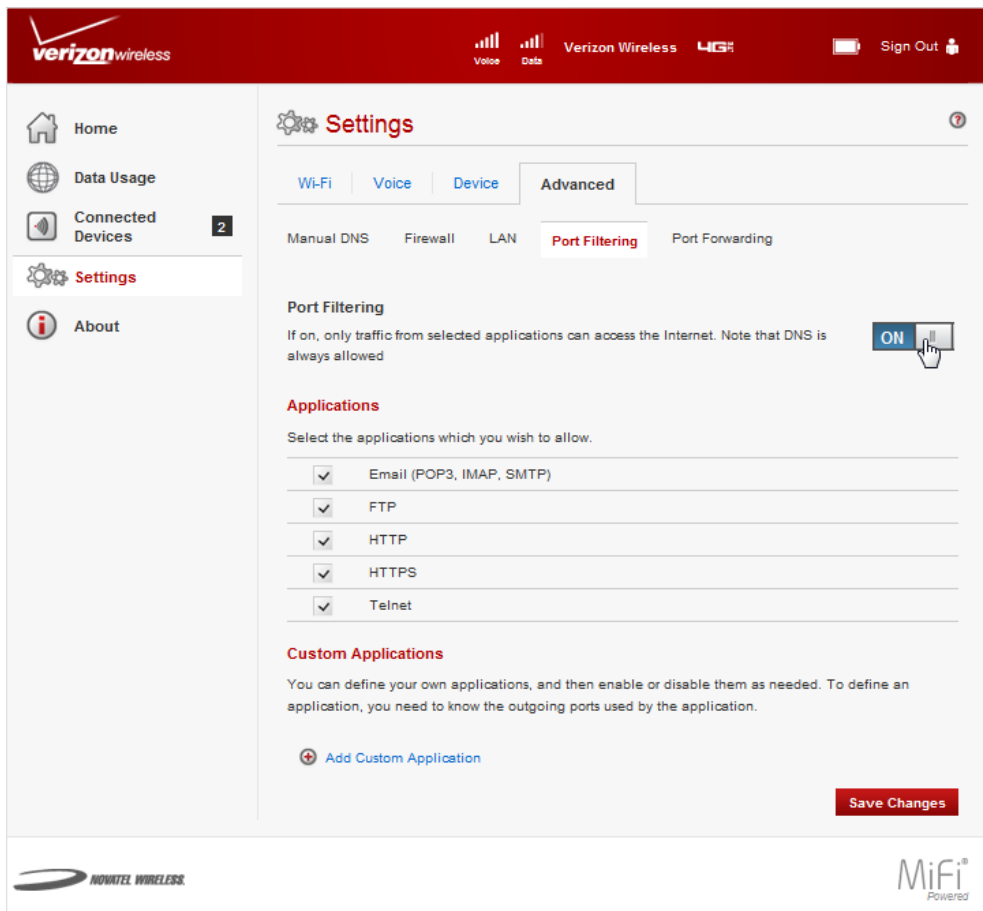 verizonwireless
Voice
Data
Verizon Wireless
4G
Sign Out
Home
Data Usage
Connected Devices
2
Settings
About
Settings
?
Wi-Fi
Voice
Device
Advanced
Manual DNS
Firewall
LAN
Port Filtering
Port Forwarding
Port Filtering
If on, only traffic from selected applications can access the Internet. Note that DNS is
always allowed
ON
Applications
Select the applications which you wish to allow.
Email (POP3, IMAP, SMTP)
FTP
HTTP
HTTPS
Telnet
Custom Applications
You can define your own applications, and then enable or disable them as needed. To define an
application, you need to know the outgoing ports used by the application.
Add Custom Application
Save Changes
NOVATEL WIRELESS.
MiFi®
Powered